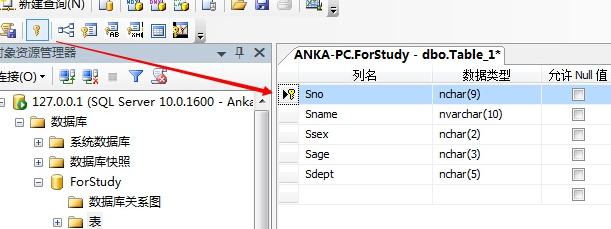 新建查询(N)
对象资源管理器
连接(O)
127.0.0.1 (SQL Server 10.0.1600 - Anka
数据库
系统数据库
数据库快照
ForStudy
数据库关系图
表
ANKA-PC.ForStudy - dbo.Table_1*
列名 数据类型 允许 Null 值
Sno nchar(9)
Sname nvarchar(10)
Ssex nchar(2)
Sage nchar(3)
Sdept nchar(5)